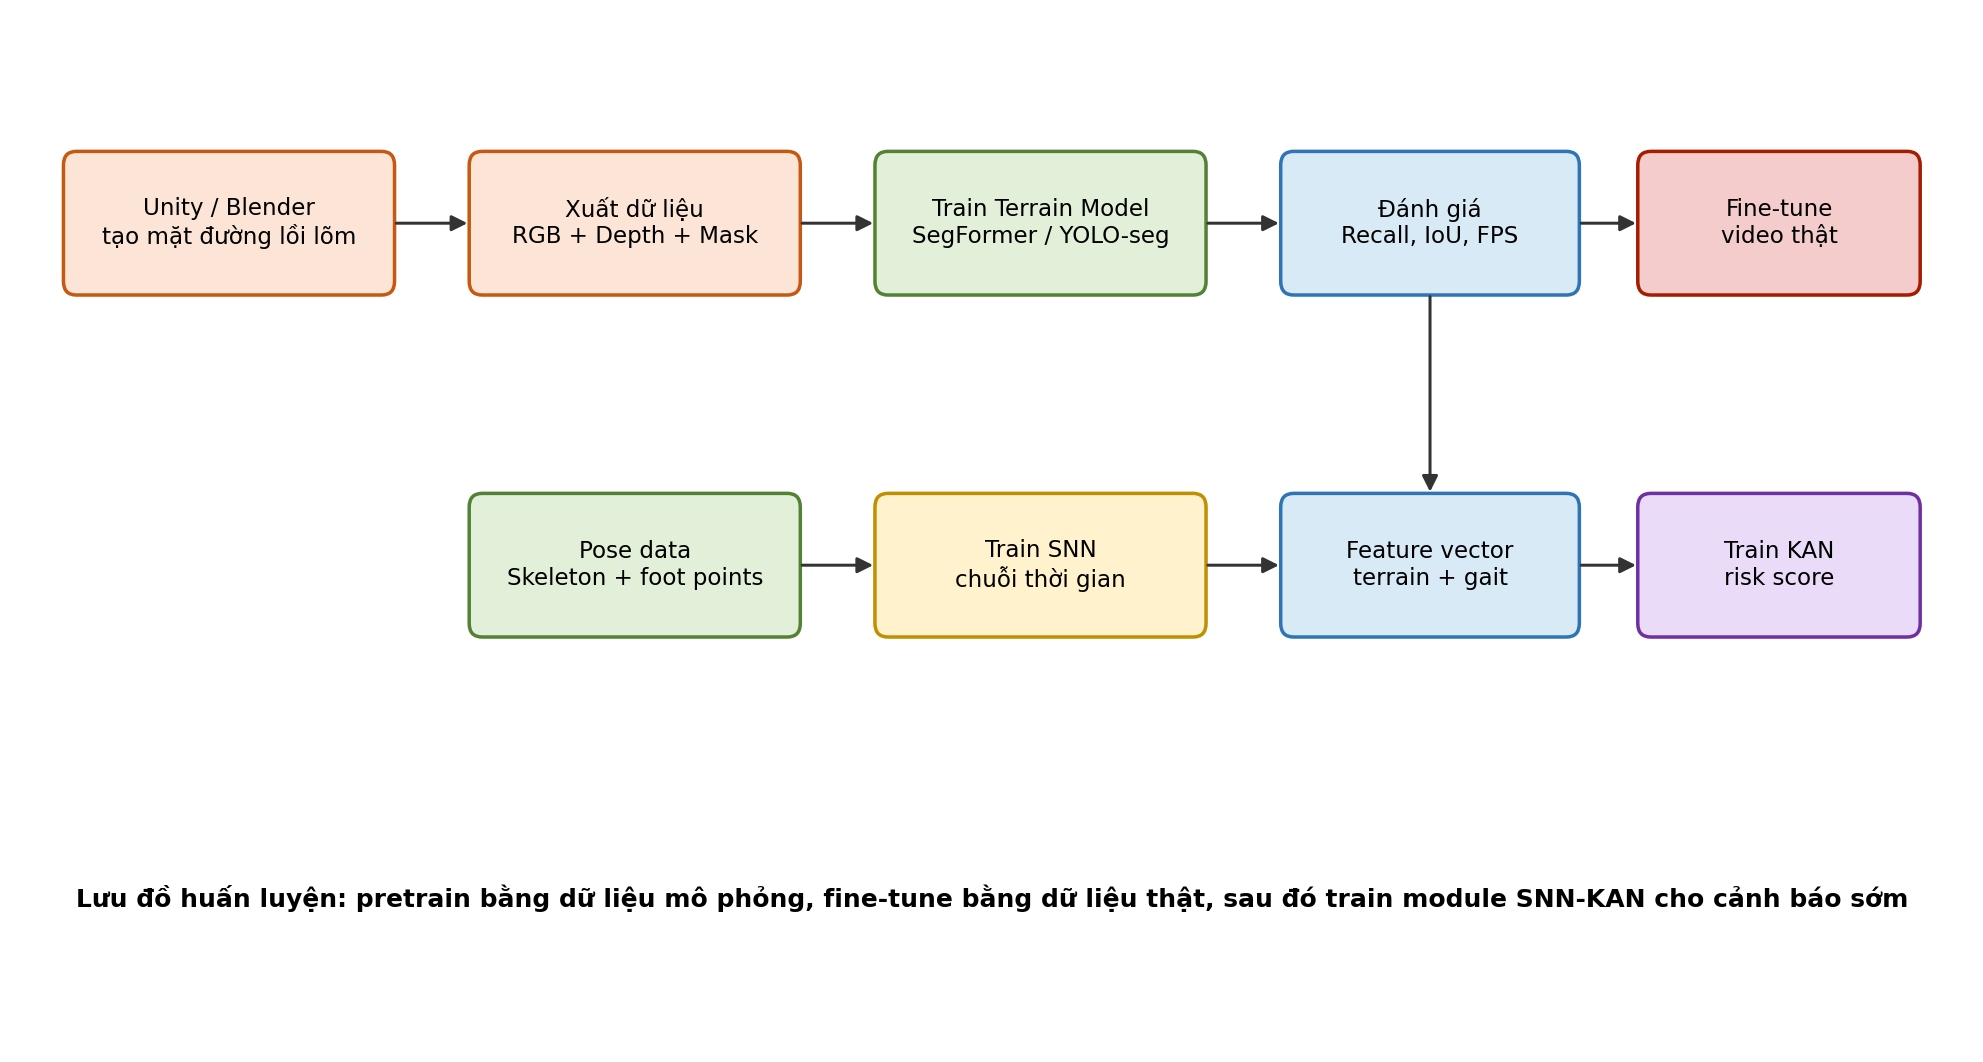 Unity / Blender
tạo mặt đường lồi lõm
Xuất dữ liệu
RGB + Depth + Mask
Train Terrain Model
SegFormer / YOLO-seg
Đánh giá
Recall, IoU, FPS
Fine-tune
video thật
Pose data
Skeleton + foot points
Train SNN
chuỗi thời gian
Feature vector
terrain + gait
Train KAN
risk score
Lưu đồ huấn luyện: pretrain bằng dữ liệu mô phỏng, fine-tune bằng dữ liệu thật, sau đó train module SNN-KAN cho cảnh báo sớm